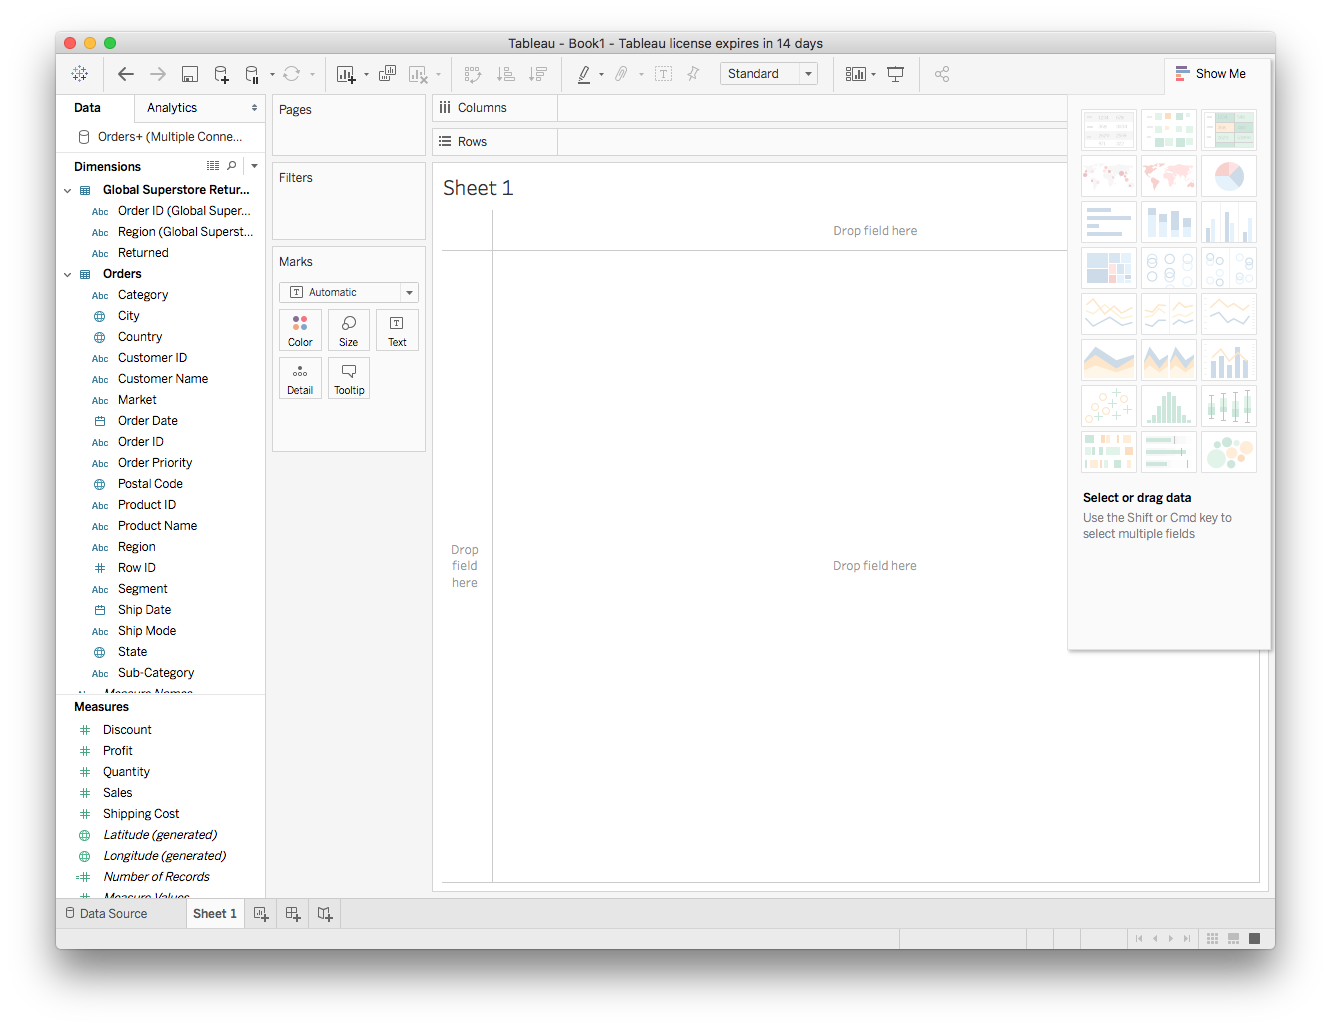 Tableau - Book1 - Tableau license expires in 14 days
Standard
Show Me
Data
Analytics
Orders+ (Multiple Conne...
Dimensions
Global Superstore Retur...
Abc Order ID (Global Super...
Abc Region (Global Superst...
Abc Returned
Orders
Abc Category
City
Country
Abc Customer ID
Abc Customer Name
Abc Market
Order Date
Abc Order ID
Abc Order Priority
Postal Code
Abc Product ID
Abc Product Name
Abc Region
# Row ID
Abc Segment
Ship Date
Abc Ship Mode
State
Abc Sub-Category
Measure Names
Measures
# Discount
# Profit
# Quantity
# Sales
# Shipping Cost
Latitude (generated)
Longitude (generated)
=# Number of Records
# Measure Values
Pages
Filters
Marks
T Automatic
Color
Size
T
Text
Detail
Tooltip
Columns
Rows
Sheet 1
Drop field here
Drop
field
here
Drop field here
Select or drag data
Use the Shift or Cmd key to
select multiple fields
Data Source
Sheet 1